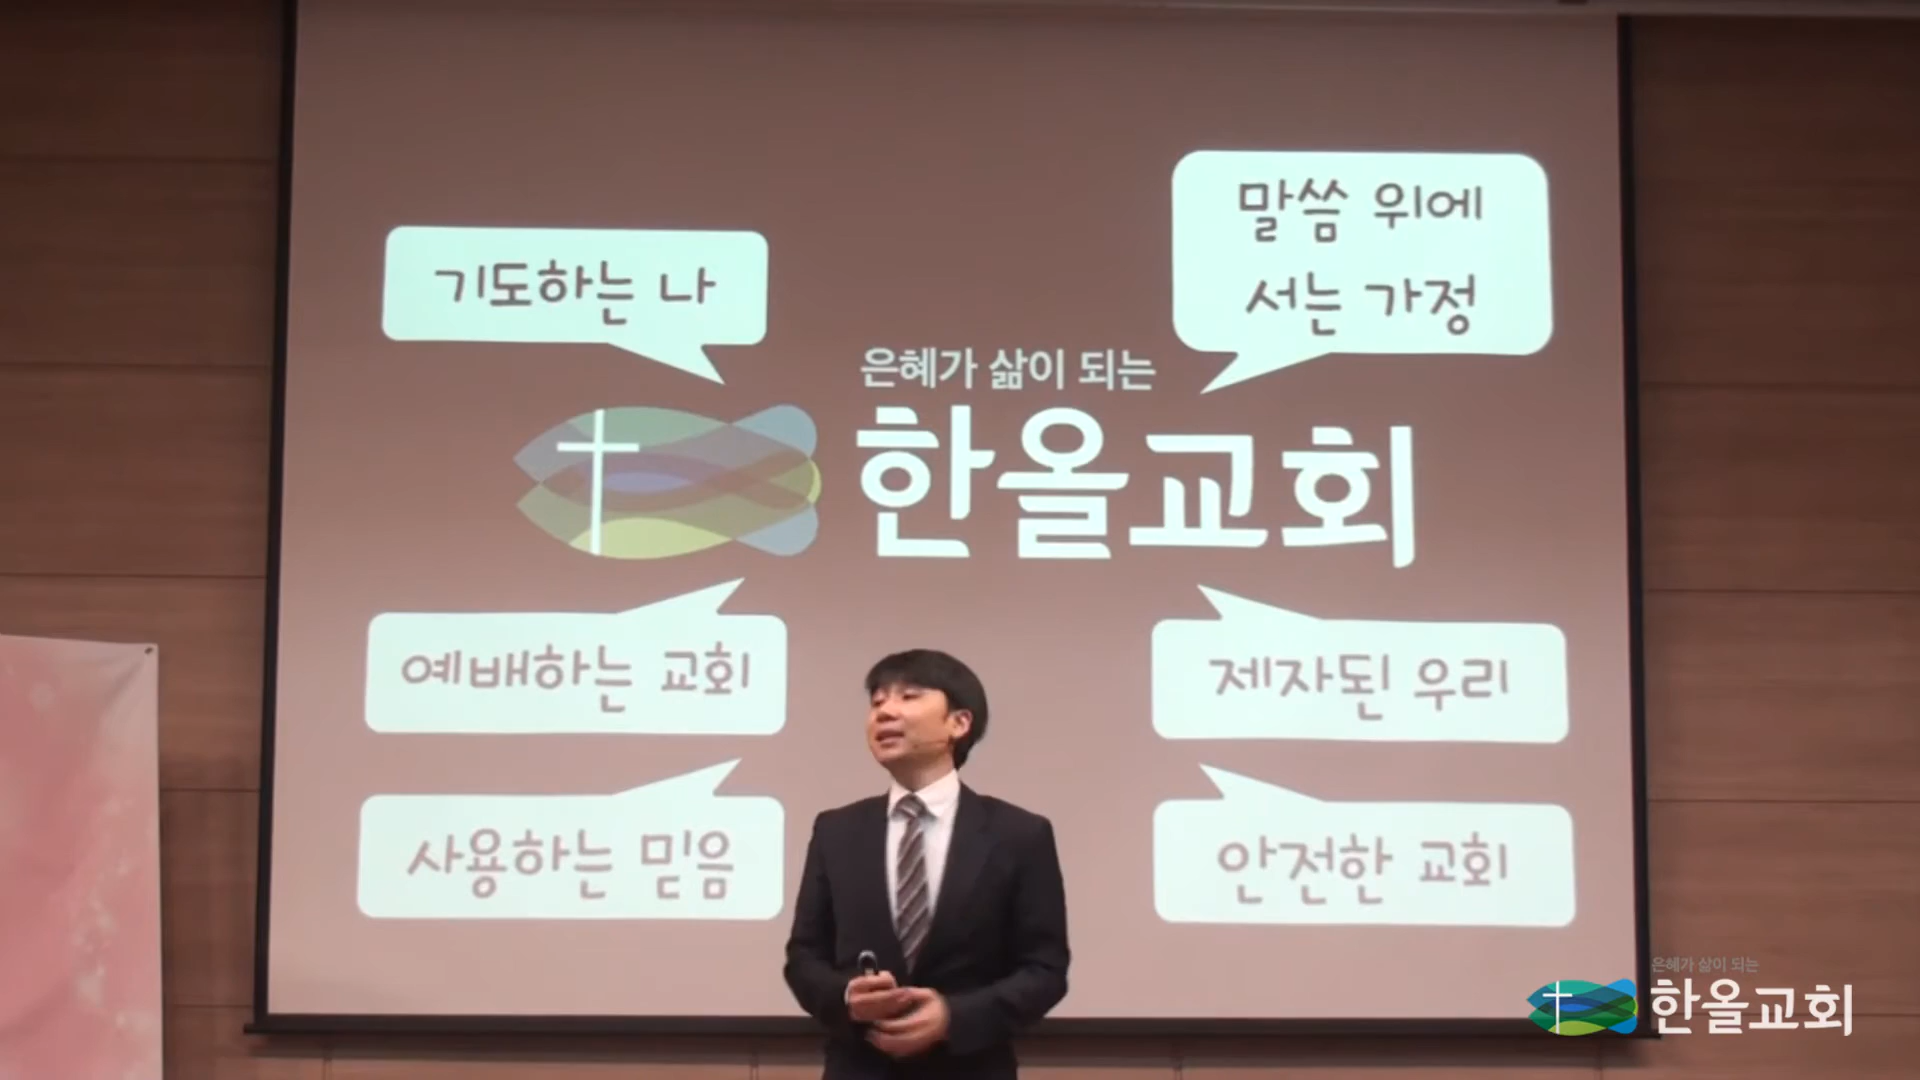 기도하는 나
말씀 위에
서는 가정
은혜가 삶이 되는
한올교회
예배하는 교회
제자된 우리
사용하는 믿음
안전한 교회
은혜가 삶이 되는
한올교회